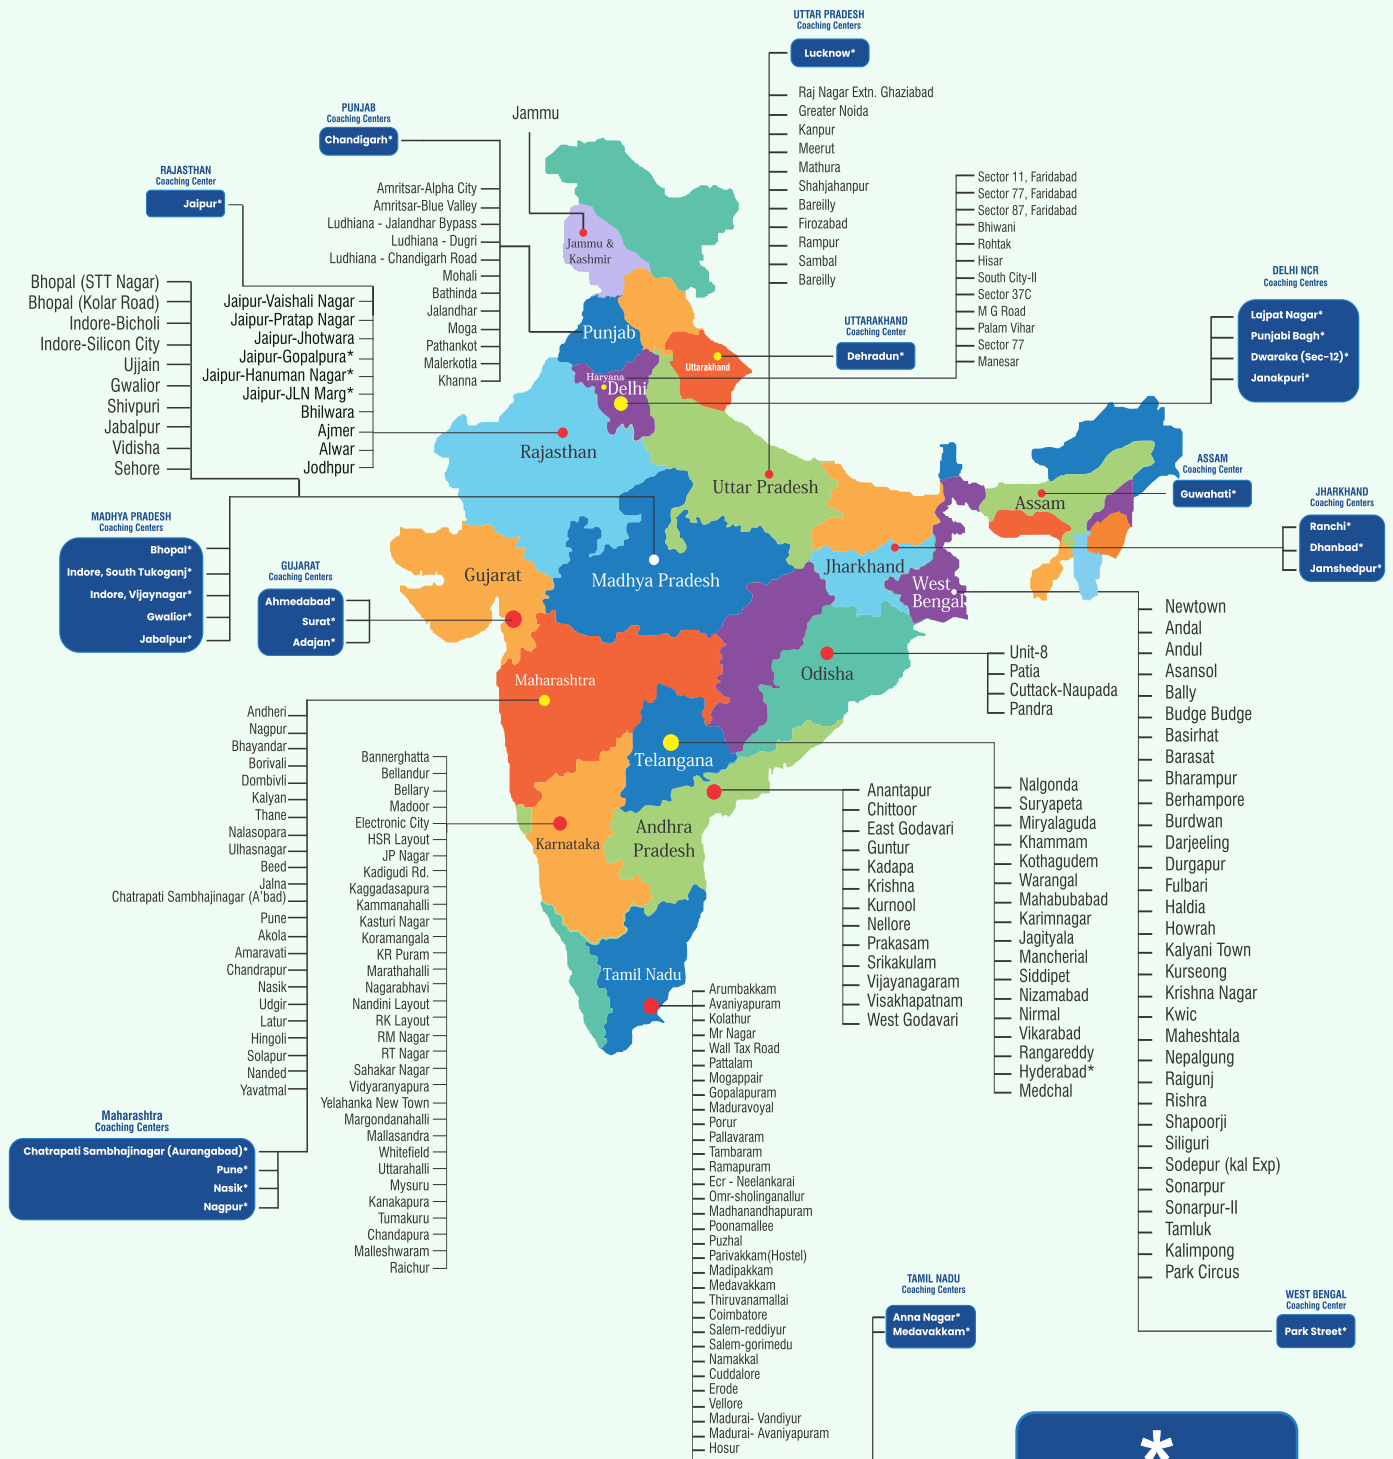 UTTAR PRADESH
Coaching Centers
Lucknow*
Raj Nagar Extn. Ghaziabad
Greater Noida
Kanpur
Meerut
Mathura
Shahjahanpur
Bareilly
Firozabad
Rampur
Sambal
Bareilly
PUNJAB
Coaching Centers
Chandigarh*
Amritsar-Alpha City
Amritsar-Blue Valley
Ludhiana - Jalandhar Bypass
Ludhiana - Dugri
Ludhiana - Chandigarh Road
Mohali
Bathinda
Jalandhar
Moga
Pathankot
Malerkotla
Khanna
Jammu
RAJASTHAN
Coaching Center
Jaipur*
Jaipur-Vaishali Nagar
Jaipur-Pratap Nagar
Jaipur-Jhotwara
Jaipur-Gopalpura*
Jaipur-Hanuman Nagar*
Jaipur-JLN Marg*
Bhilwara
Ajmer
Alwar
Jodhpur
Bhopal (STT Nagar)
Bhopal (Kolar Road)
Indore-Bicholi
Indore-Silicon City
Ujjain
Gwalior
Shivpuri
Jabalpur
Vidisha
Sehore
MADHYA PRADESH
Coaching Centers
Bhopal*
Indore, South Tukoganj*
Indore, Vijaynagar*
Gwalior*
Jabalpur*
GUJARAT
Coaching Centers
Ahmedabad*
Surat*
Adajan*
Sector 11, Faridabad
Sector 77, Faridabad
Sector 87, Faridabad
Bhiwani
Rohtak
Hisar
South City-II
Sector 37C
M G Road
Palam Vihar
Sector 77
Manesar
UTTARAKHAND
Coaching Center
Dehradun*
DELHI NCR
Coaching Centres
Lajpat Nagar*
Punjabi Bagh*
Dwaraka (Sec-12)*
Janakpuri*
ASSAM
Coaching Center
Guwahati*
JHARKHAND
Coaching Centers
Ranchi*
Dhanbad*
Jamshedpur*
Jammu &
Kashmir
Punjab
Uttarakhand
Haryana
Delhi
Rajasthan
Uttar Pradesh
Assam
Gujarat
Madhya Pradesh
Jharkhand
West
Bengal
Maharashtra
Odisha
Telangana
Karnataka
Andhra
Pradesh
Tamil Nadu
Unit-8
Patia
Cuttack-Naupada
Pandra
Newtown
Andal
Andul
Asansol
Bally
Budge Budge
Basirhat
Barasat
Bharampur
Berhampore
Burdwan
Darjeeling
Durgapur
Fulbari
Haldia
Howrah
Kalyani Town
Kurseong
Krishna Nagar
Kwic
Maheshtala
Nepalgung
Raigunj
Rishra
Shapoorji
Siliguri
Sodepur (kal Exp)
Sonarpur
Sonarpur-II
Tamluk
Kalimpong
Park Circus
WEST BENGAL
Coaching Center
Park Street*
Andheri
Nagpur
Bhayandar
Borivali
Dombivli
Kalyan
Thane
Nalasopara
Ulhasnagar
Beed
Jalna
Chatrapati Sambhajinagar (A'bad)
Pune
Akola
Amaravati
Chandrapur
Nasik
Udgir
Latur
Hingoli
Solapur
Nanded
Yavatmal
Maharashtra
Coaching Centers
Chatrapati Sambhajinagar (Aurangabad)*
Pune*
Nasik*
Nagpur*
Bannerghatta
Bellandur
Bellary
Madoor
Electronic City
HSR Layout
JP Nagar
Kadigudi Rd.
Kaggadasapura
Kammanahalli
Kasturi Nagar
Koramangala
KR Puram
Marathahalli
Nagarabhavi
Nandini Layout
RK Layout
RM Nagar
RT Nagar
Sahakar Nagar
Vidyaranyapura
Yelahanka New Town
Margondanahalli
Mallasandra
Whitefield
Uttarahalli
Mysuru
Kanakapura
Tumakuru
Chandapura
Malleshwaram
Raichur
Anantapur
Chittoor
East Godavari
Guntur
Kadapa
Krishna
Kurnool
Nellore
Prakasam
Srikakulam
Vijayanagaram
Visakhapatnam
West Godavari
Nalgonda
Suryapeta
Miryalaguda
Khammam
Kothagudem
Warangal
Mahabubabad
Karimnagar
Jagityala
Mancherial
Siddipet
Nizamabad
Nirmal
Vikarabad
Rangareddy
Hyderabad*
Medchal
Arumbakkam
Avaniyapuram
Kolathur
Mr Nagar
Wall Tax Road
Pattalam
Mogappair
Gopalapuram
Maduravoyal
Porur
Pallavaram
Tambaram
Ramapuram
Ecr - Neelankarai
Omr-sholinganallur
Madhanandhapuram
Poonamallee
Puzhal
Parivakkam(Hostel)
Madipakkam
Medavakkam
Thiruvanamallai
Coimbatore
Salem-reddiyur
Salem-gorimedu
Namakkal
Cuddalore
Erode
Vellore
Madurai- Vandiyur
Madurai- Avaniyapuram
Hosur
TAMIL NADU
Coaching Centers
Anna Nagar*
Medavakkam*
*